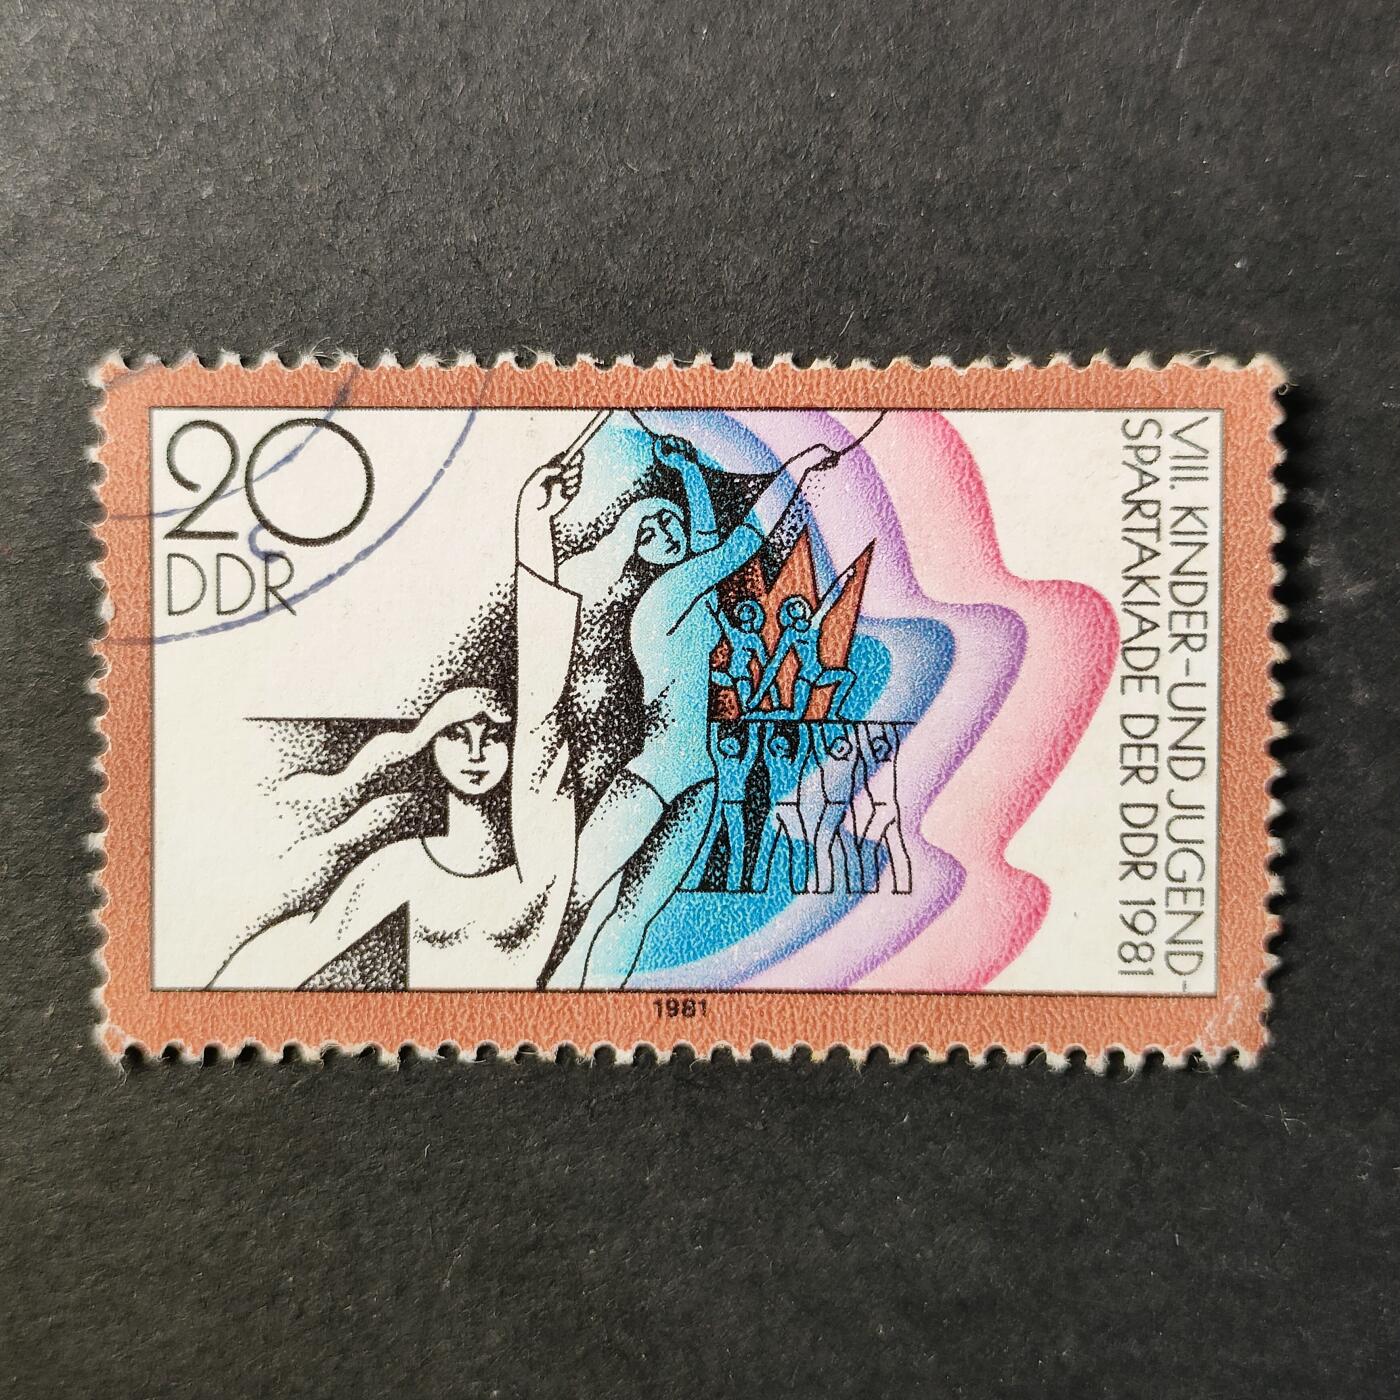 20
DDR
VIII. KINDER-UND JUGEND-
SPARTAKIADE DER DDR 1981
1981